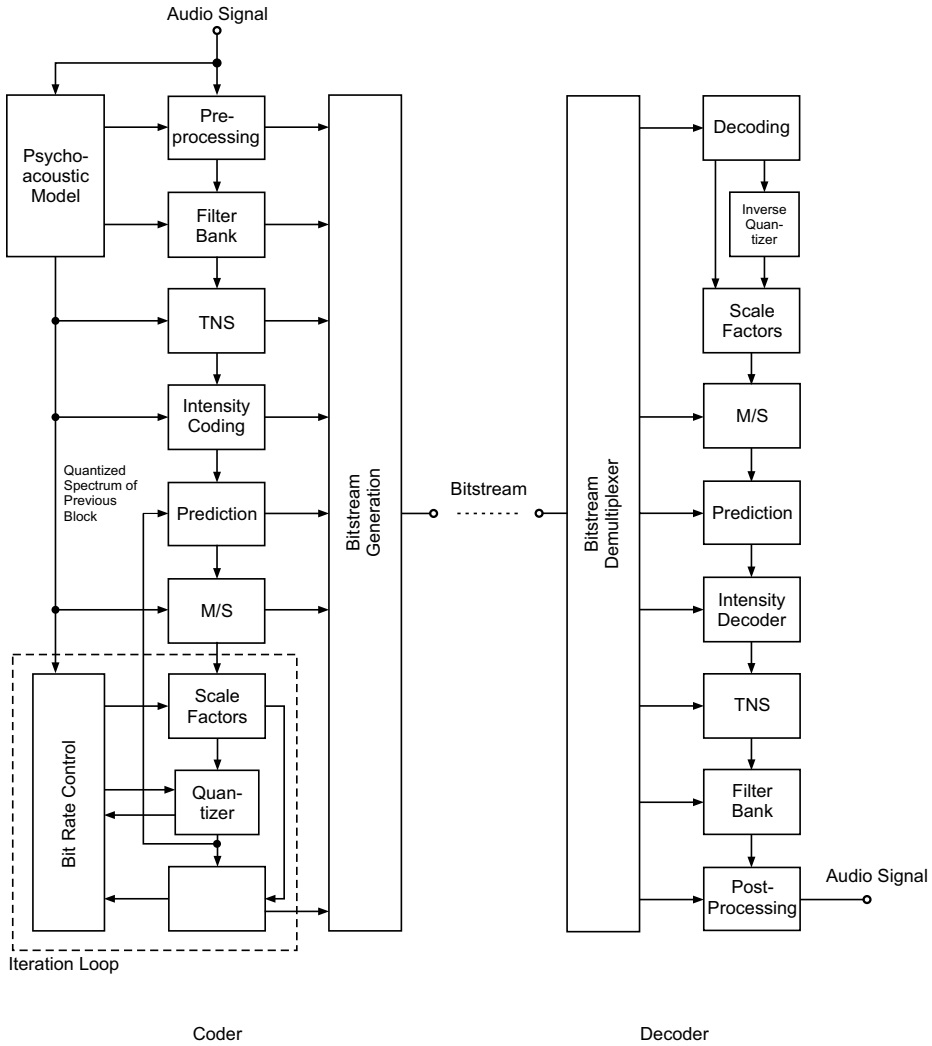 Audio Signal
Psycho-
acoustic
Model
Pre-
processing
Filter
Bank
TNS
Intensity
Coding
Quantized
Spectrum of
Previous
Block
Prediction
M/S
Scale
Factors
Bit Rate Control
Quan-
tizer
Iteration Loop
Bitstream
Generation
Bitstream
Bitstream
Demultiplexer
Decoding
Inverse
Quan-
tizer
Scale
Factors
M/S
Prediction
Intensity
Decoder
TNS
Filter
Bank
Post-
Processing
Audio Signal
Coder
Decoder